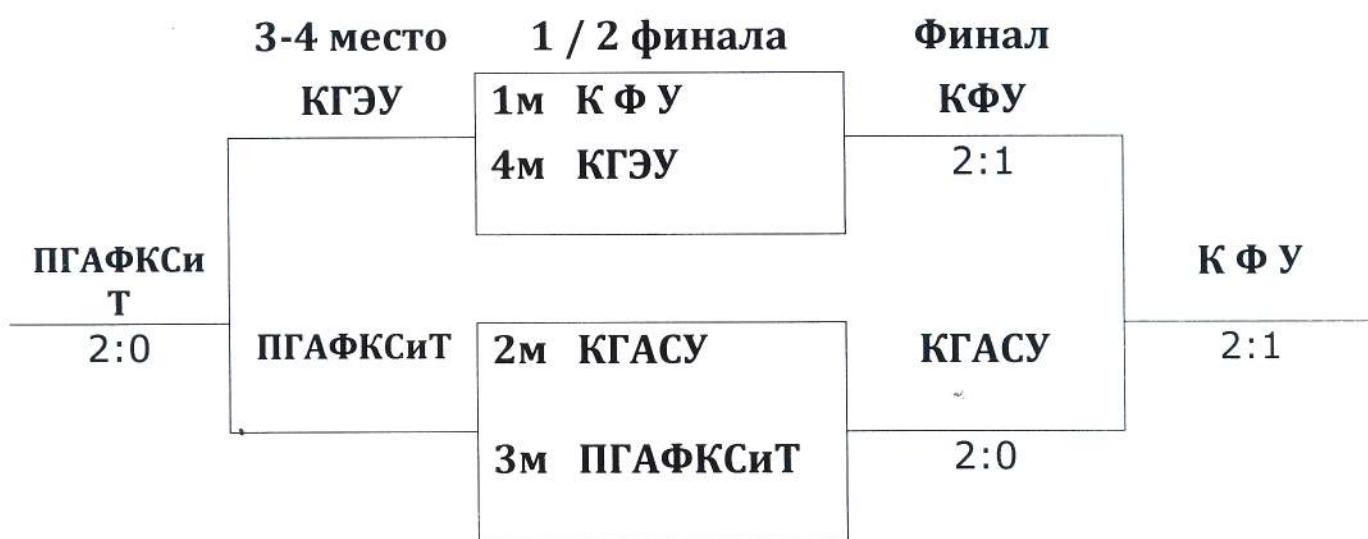 3-4 место 1 / 2 финала Финал
КГЭУ 1м К Ф У КФУ
4м КГЭУ 2:1
ПГАФКСи
Т
К Ф У
2:0 ПГАФКСиТ 2м КГАСУ КГАСУ 2:1
3м ПГАФКСиТ 2:0